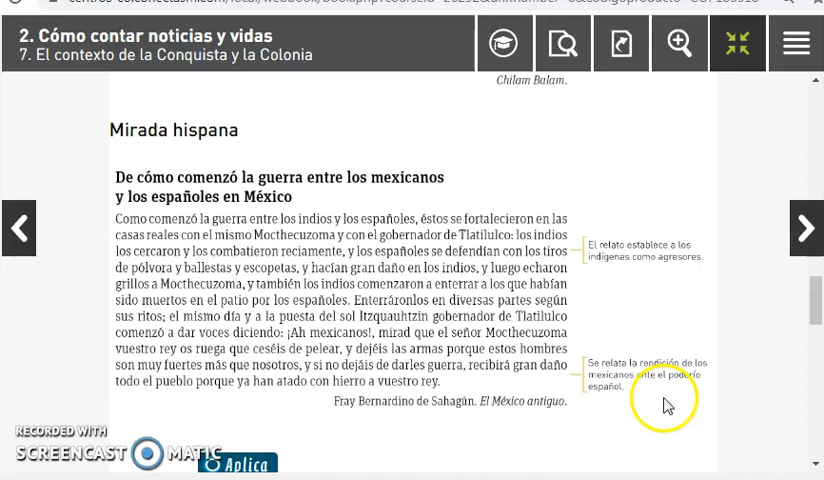 2. Cómo contar noticias y vidas
7. El contexto de la Conquista y la Colonia
Chilam Balam.
Mirada hispana
De cómo comenzó la guerra entre los mexicanos
y los españoles en México
Como comenzó la guerra entre los indios y los españoles, éstos se fortalecieron en las
casas reales con el mismo Mocthecuzoma y con el gobernador de Tlatilulco: los indios
los cercaron y los combatieron reciamente, y los españoles se defendían con los tiros
de pólvora y ballestas y escopetas, y hacían gran daño en los indios, y luego echaron
grillos a Mocthecuzoma, y también los indios comenzaron a enterrar a los que habían
sido muertos en el patio por los españoles. Enterráronlos en diversas partes según
sus ritos; el mismo día y a la puesta del sol Itzquauhtzin gobernador de Tlatilulco
comenzó a dar voces diciendo: ¡Ah mexicanos!, mirad que el señor Mocthecuzoma
vuestro rey os ruega que ceséis de pelear, y dejéis las armas porque estos hombres
son muy fuertes más que nosotros, y si no dejáis de darles guerra, recibirá gran daño
todo el pueblo porque ya han atado con hierro a vuestro rey.
Fray Bernardino de Sahagún. El México antiguo.
El relato establece a los
indígenas como agresores.
Se relata la rendición de los
mexicanos ante el poderío
español.
RECORDED WITH
SCREENCAST MATIC
Aplica